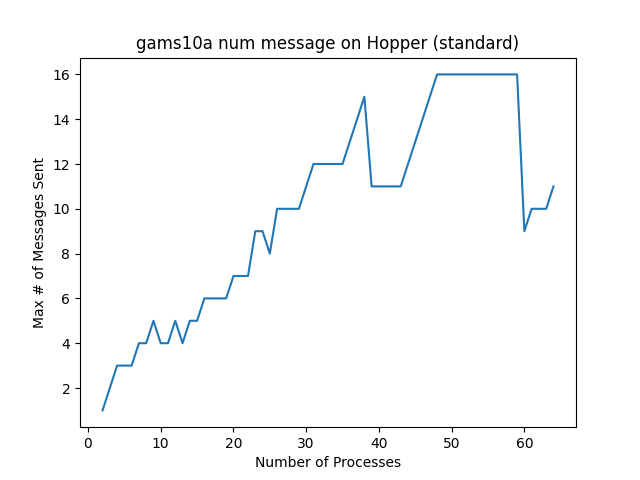 gams10a num message on Hopper (standard)
16
14
12
10
8
6
4
2
Max # of Messages Sent
0 10 20 30 40 50 60
Number of Processes